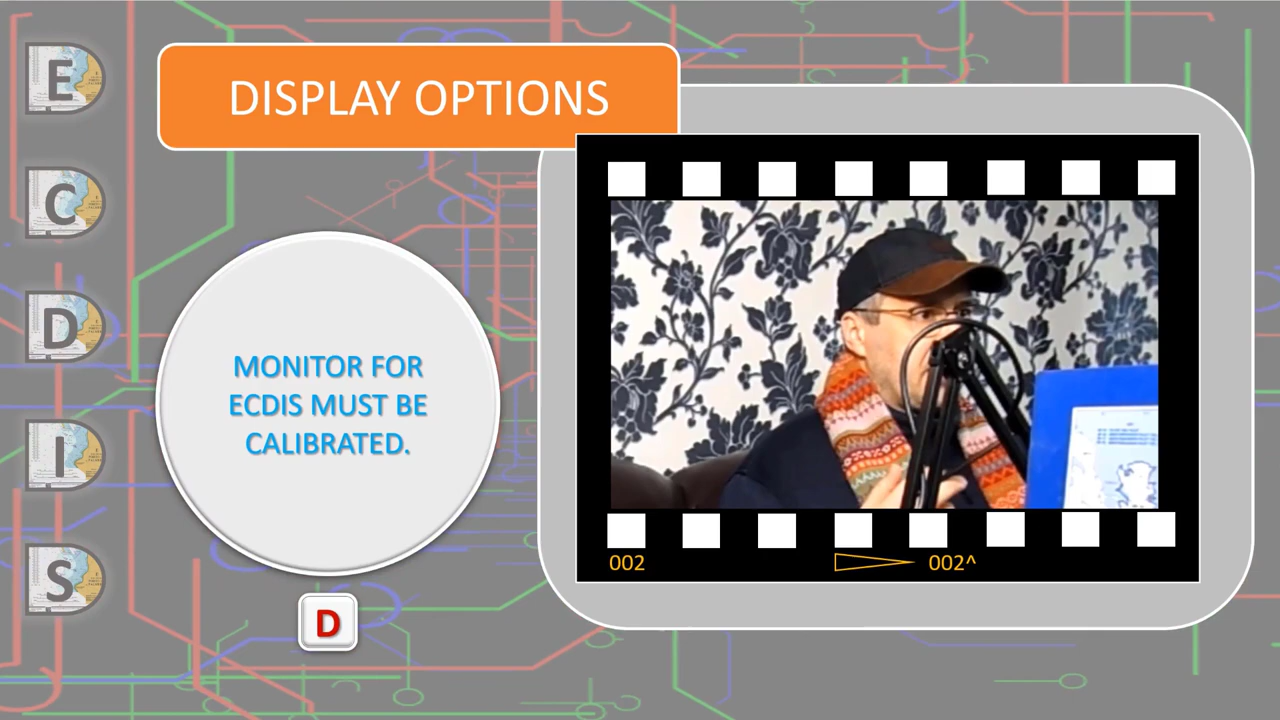 E
C
D
I
S
DISPLAY OPTIONS
MONITOR FOR
ECDIS MUST BE
CALIBRATED.
D
002
002^